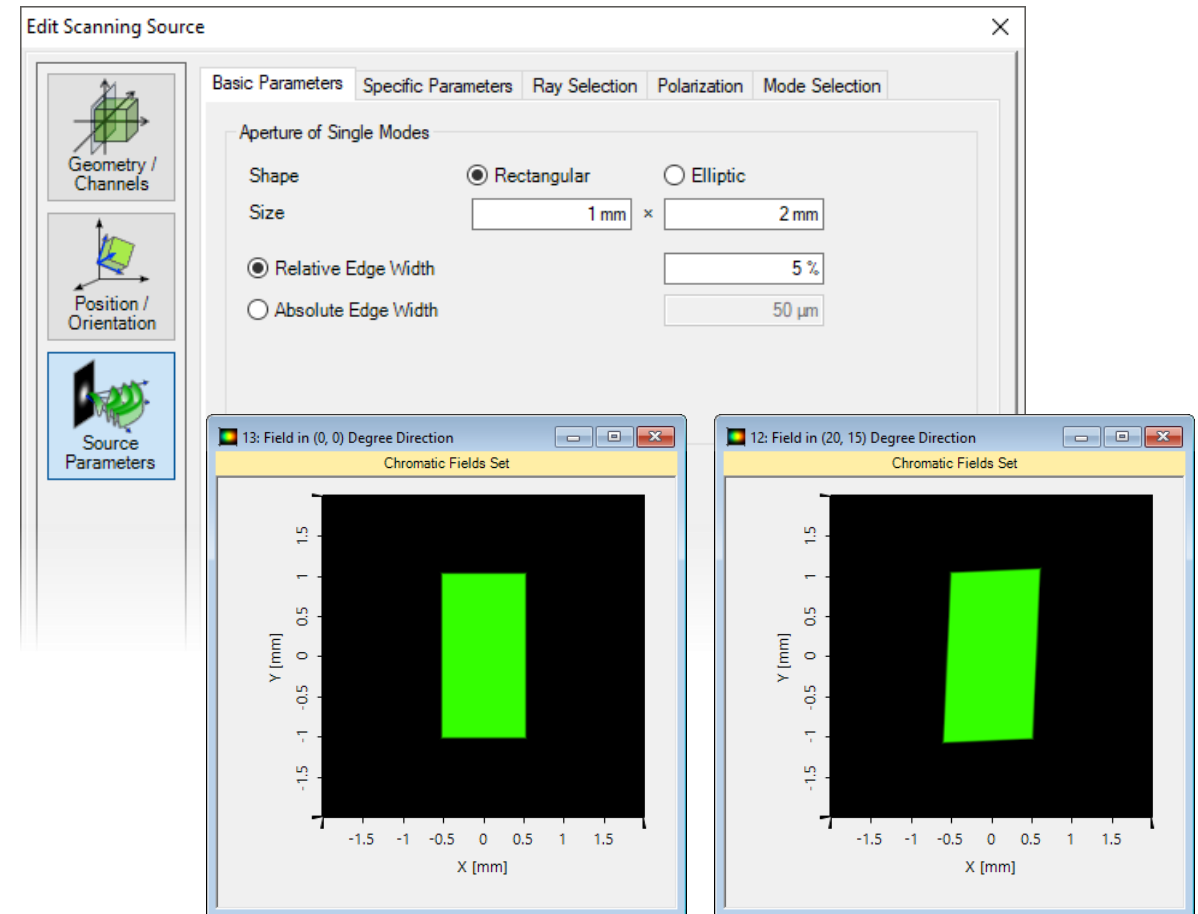 Edit Scanning Source
Geometry /
Channels
Position /
Orientation
Source
Parameters
Basic Parameters Specific Parameters Ray Selection Polarization Mode Selection
Aperture of Single Modes
Shape Rectangular Elliptic
Size 1 mm × 2 mm
Relative Edge Width 5 %
Absolute Edge Width 50 µm
13: Field in (0, 0) Degree Direction
Chromatic Fields Set
Y [mm]
1.5
1
0.5
0
-0.5
-1
-1.5
-1.5 -1 -0.5 0 0.5 1 1.5
X [mm]
12: Field in (20, 15) Degree Direction
Chromatic Fields Set
Y [mm]
1.5
1
0.5
0
-0.5
-1
-1.5
-1.5 -1 -0.5 0 0.5 1 1.5
X [mm]